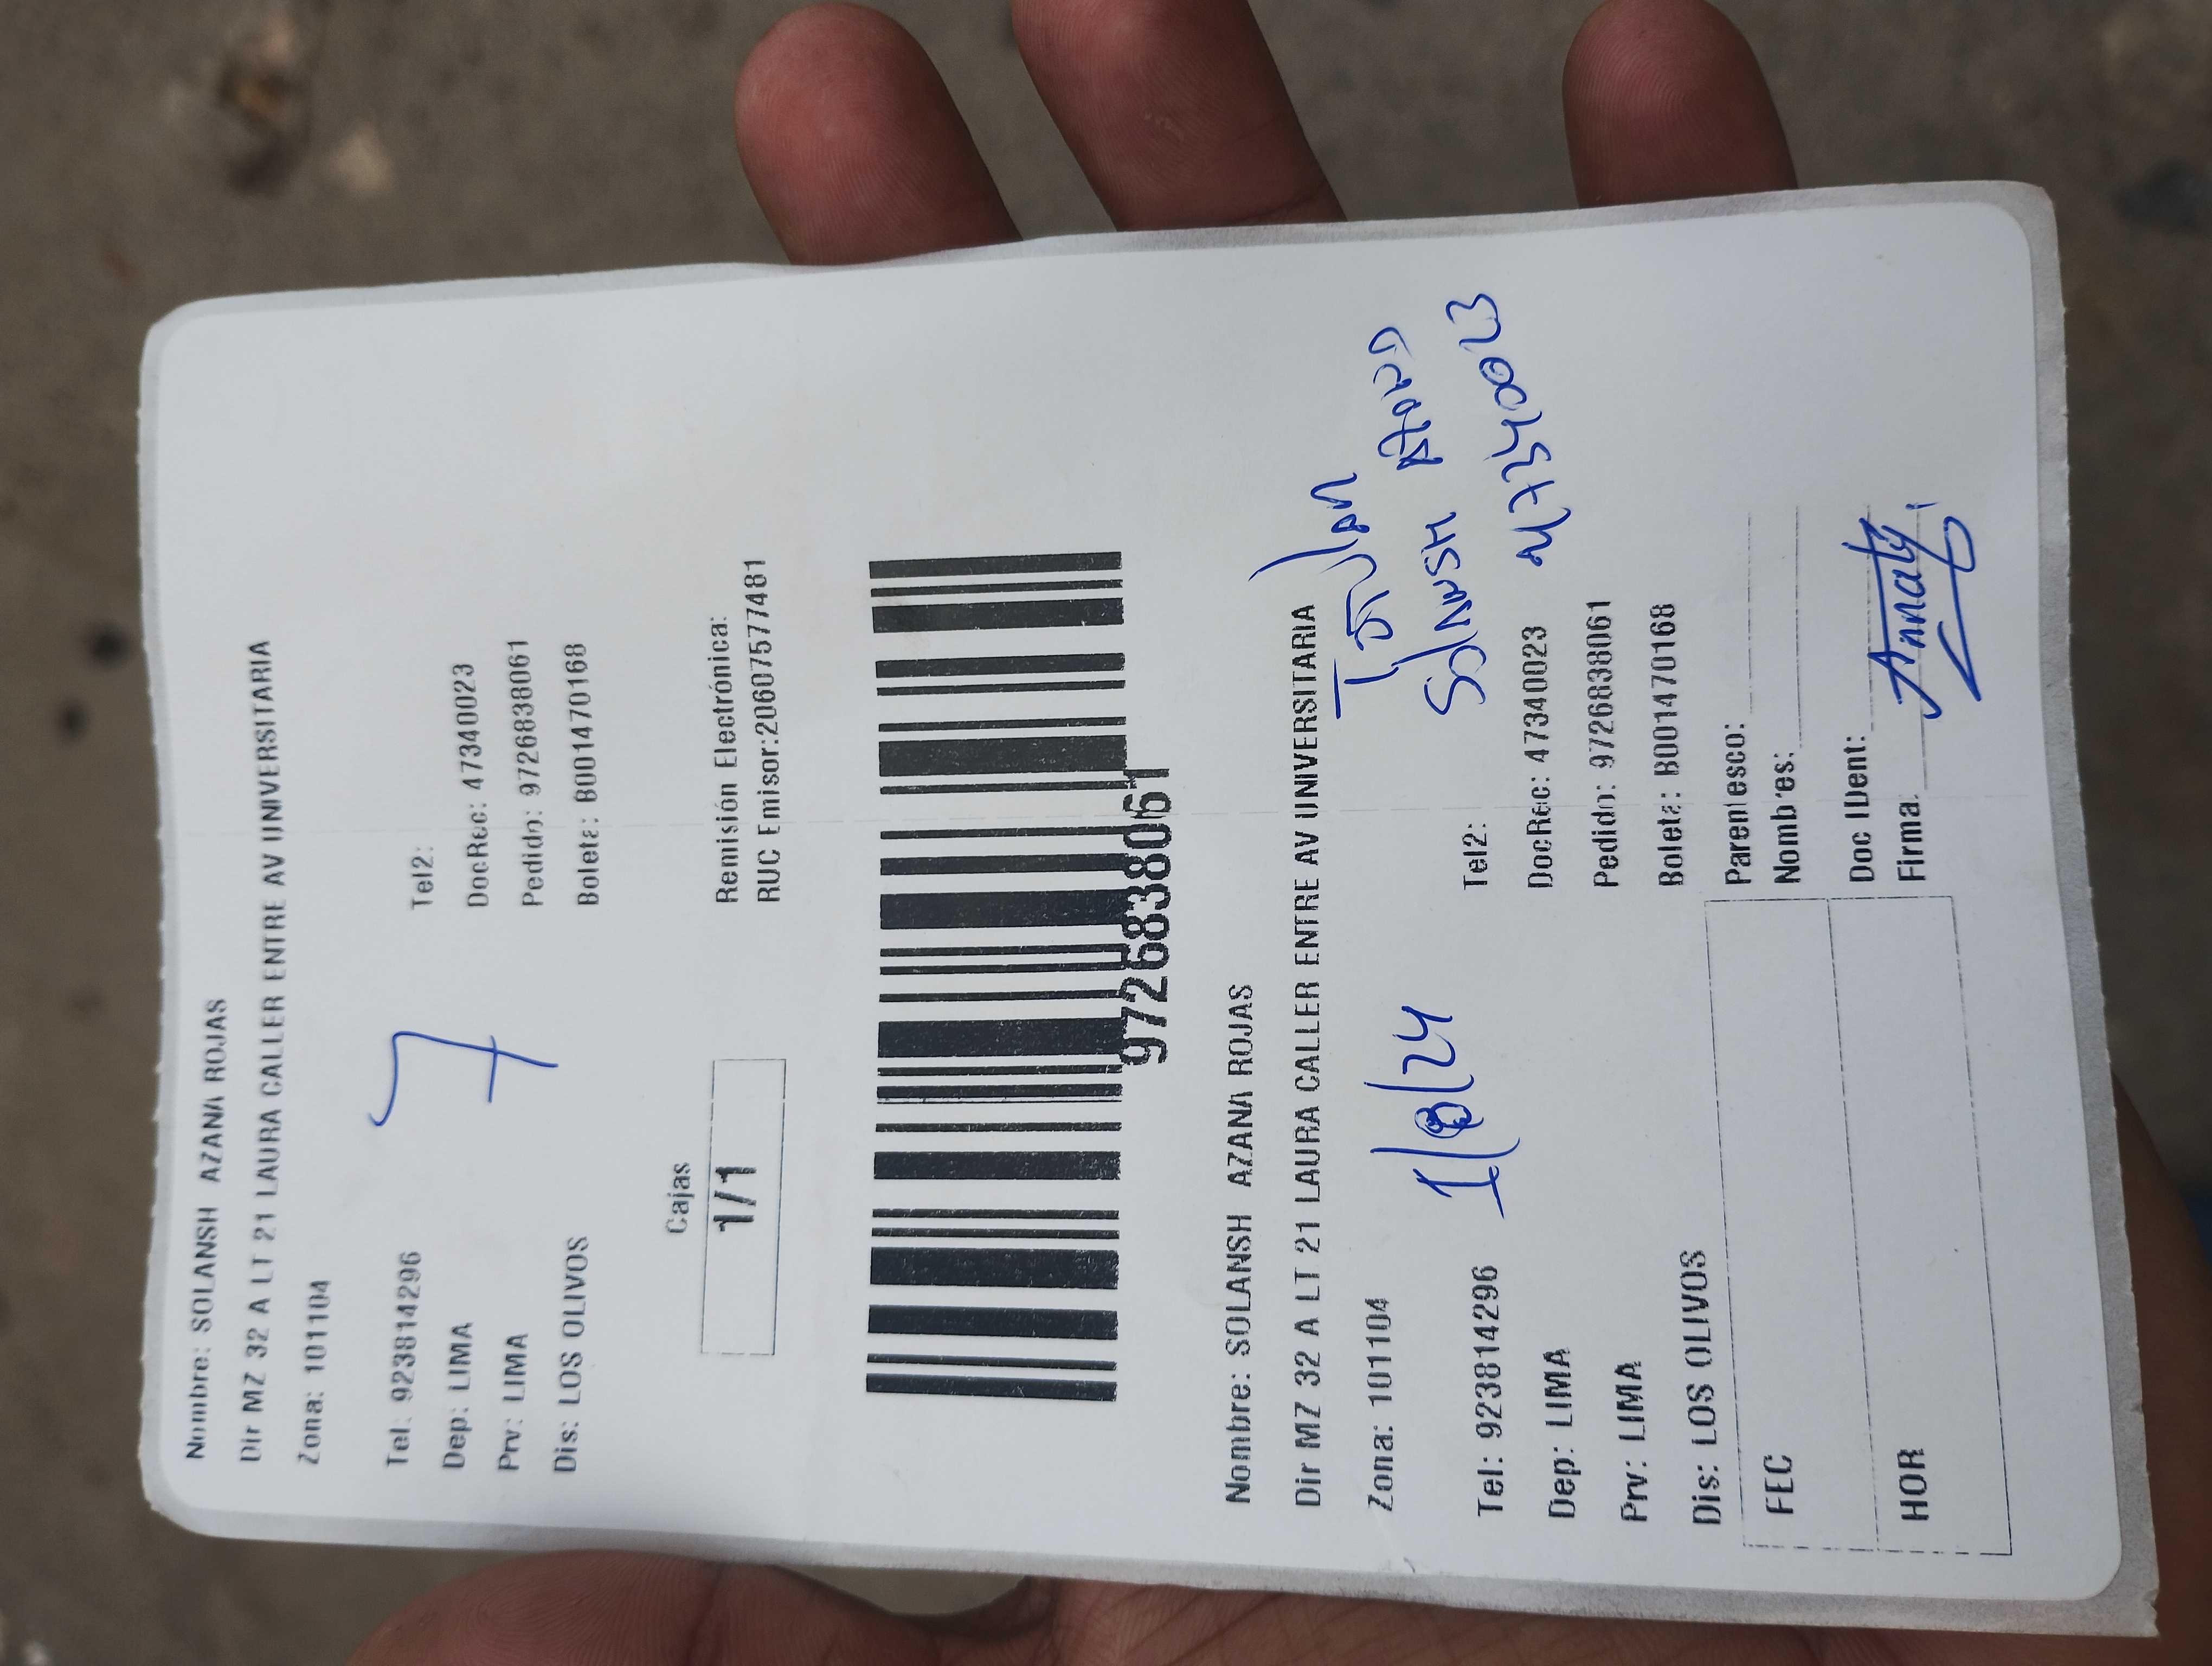 Nombre: SOLANSH AZANA ROJAS
Dir MZ 32 A LT 21 LAURA CALLER ENTRE AV UNIVERSITARIA
Zona: 101104
7
Tel: 923814296 Tel2:
Dep: LIMA DocRec: 47340023
Prv: LIMA Pedido: 9726838061
Dis: LOS OLIVOS Boleta: B001470168
Cajas
1/1
Remisión Electrónica:
RUC Emisor:20607577481
9726838061
Nombre: SOLANSH AZANA ROJAS
Dir MZ 32 A LT 21 LAURA CALLER ENTRE AV UNIVERSITARIA
Zona: 101104
1/8/24
Titular
Solansh Azana
47340023
Tel: 923814296 Tel2:
Dep: LIMA DocRec: 47340023
Prv: LIMA Pedido: 9726838061
Dis: LOS OLIVOS Boleta: B001470168
FEC
HOR
Parentesco:
Nombres:
Doc IDent:
Firma: